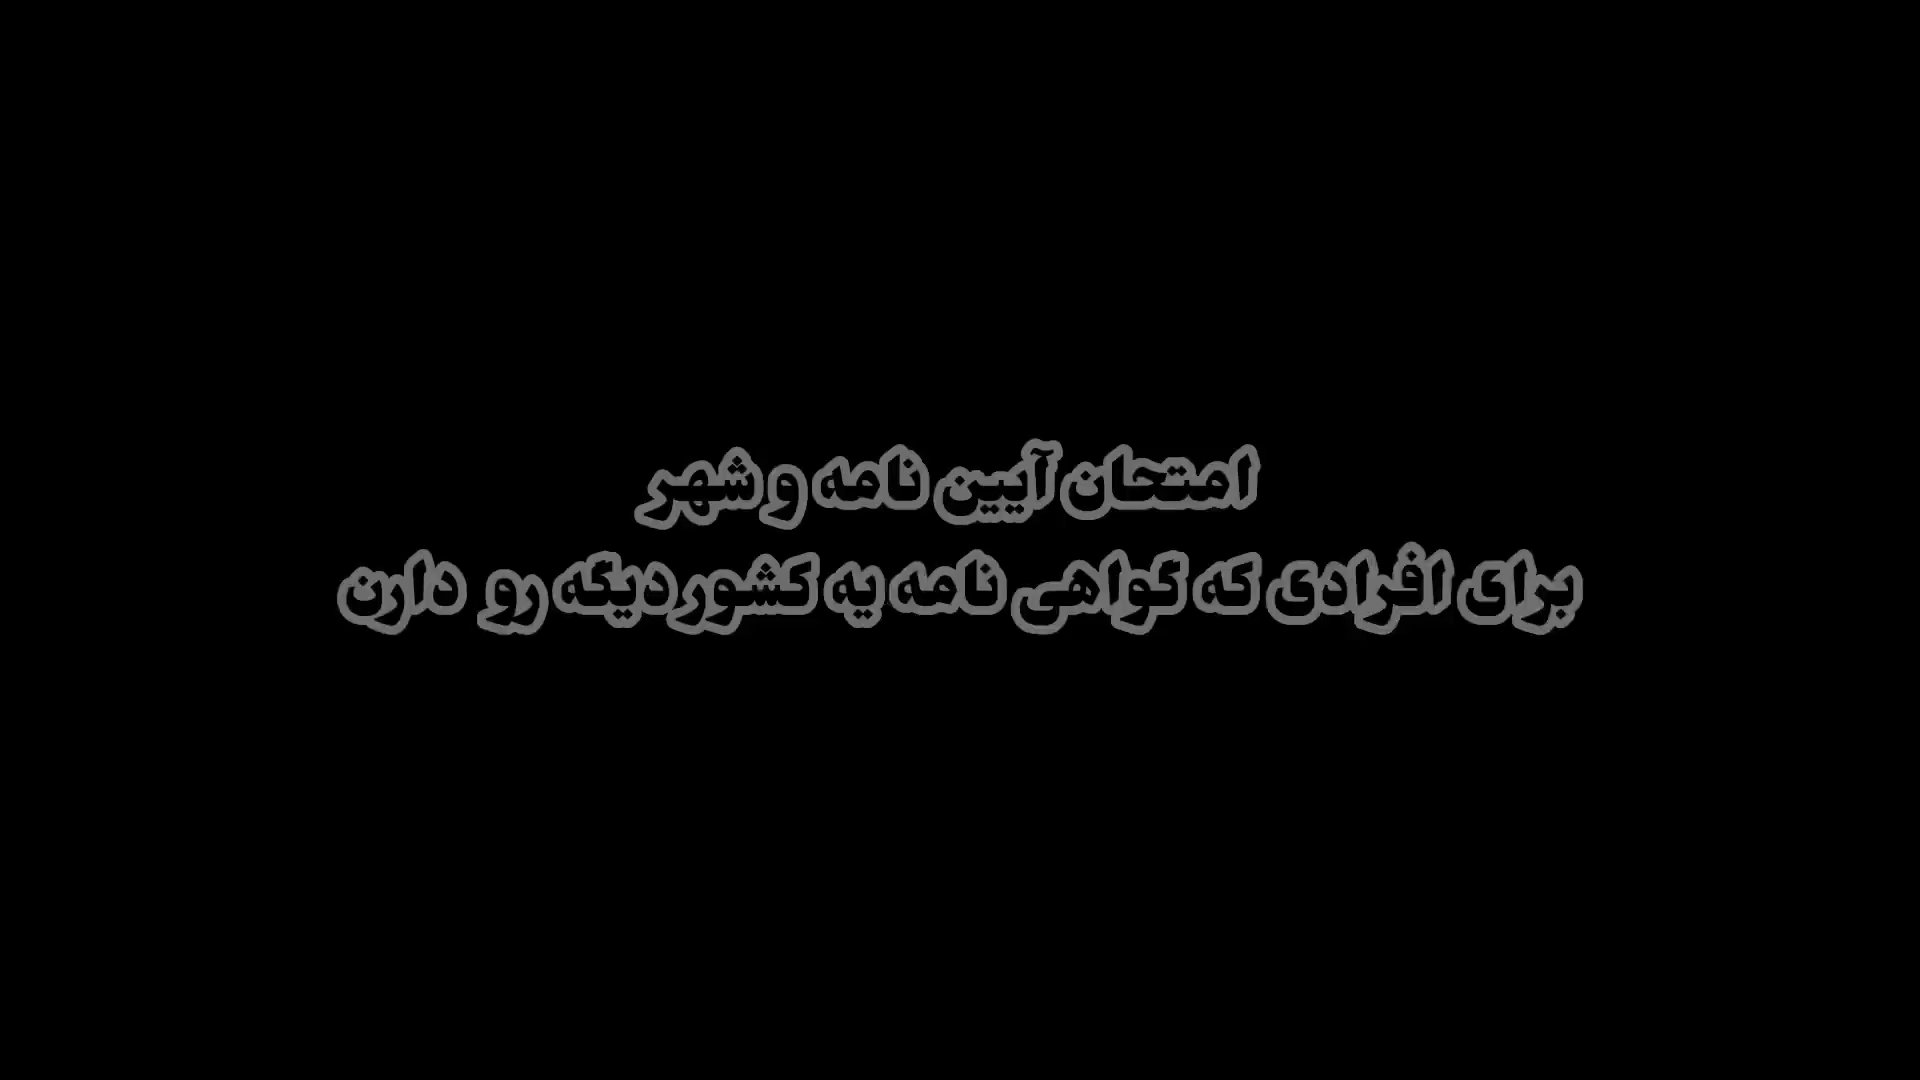 امتحان آیین نامه و شهر
برای افرادی که گواهی نامه یه کشور دیگه رو دارن